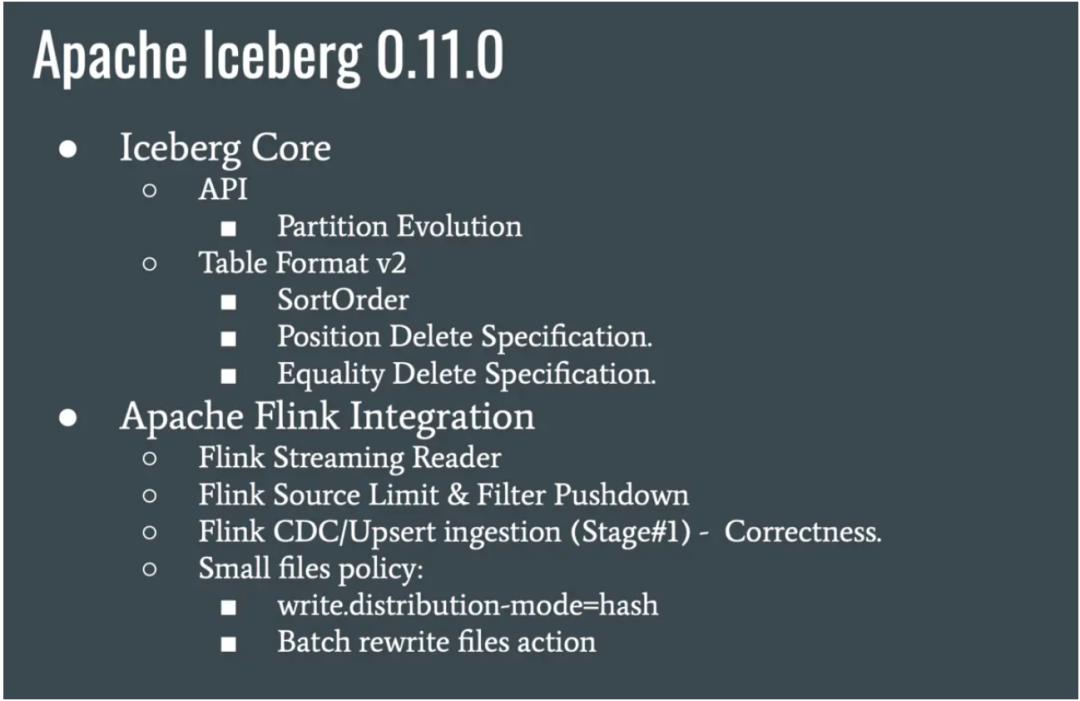 Apache Iceberg 0.11.0
● Iceberg Core
○ API
■ Partition Evolution
○ Table Format v2
■ SortOrder
■ Position Delete Specification.
■ Equality Delete Specification.
● Apache Flink Integration
○ Flink Streaming Reader
○ Flink Source Limit & Filter Pushdown
○ Flink CDC/Upsert ingestion (Stage#1) - Correctness.
○ Small files policy:
■ write.distribution-mode=hash
■ Batch rewrite files action